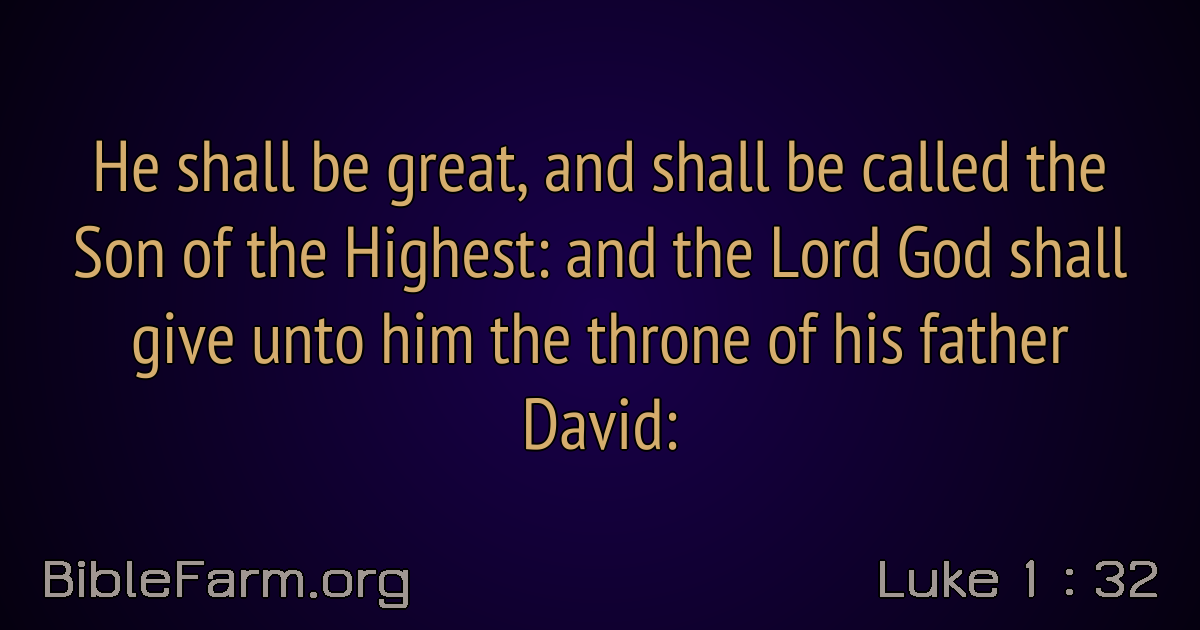 He shall be great, and shall be called the
Son of the Highest: and the Lord God shall
give unto him the throne of his father
David:
BibleFarm.org
Luke 1 : 32